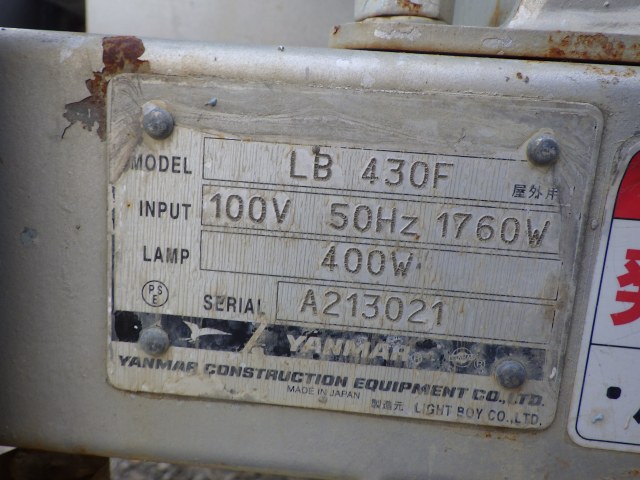 MODEL LB 430F 屋外用
INPUT 100V 50Hz 1760W
LAMP 400W
PSE SERIAL A213021
YANMAR
YANMAR CONSTRUCTION EQUIPMENT CO.,LTD.
MADE IN JAPAN
製造元 LIGHT BOY CO.,LTD.